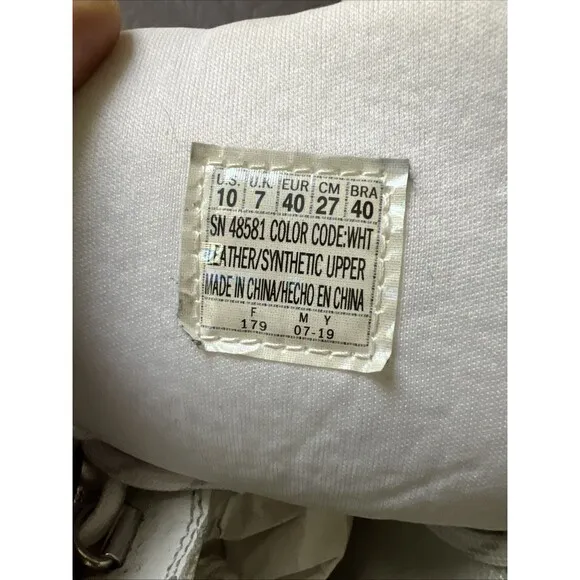 U.S. U.K. EUR CM BRA
10 7 40 27 40
SN 48581 COLOR CODE:WHT
LEATHER/SYNTHETIC UPPER
MADE IN CHINA/HECHO EN CHINA
F M Y
179 07-19